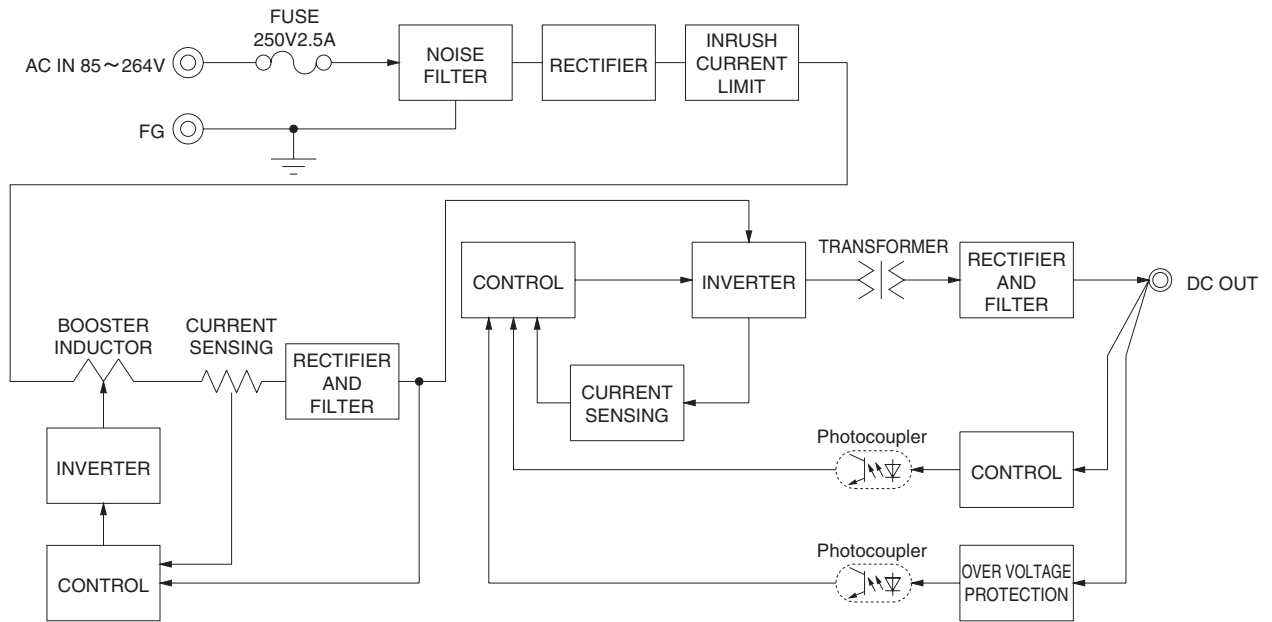 FUSE
250V2.5A
AC IN 85～264V
NOISE
FILTER
RECTIFIER
INRUSH
CURRENT
LIMIT
FG
CONTROL
INVERTER
TRANSFORMER
RECTIFIER
AND
FILTER
DC OUT
BOOSTER
INDUCTOR
CURRENT
SENSING
RECTIFIER
AND
FILTER
CURRENT
SENSING
INVERTER
Photocoupler
CONTROL
CONTROL
Photocoupler
OVER VOLTAGE
PROTECTION